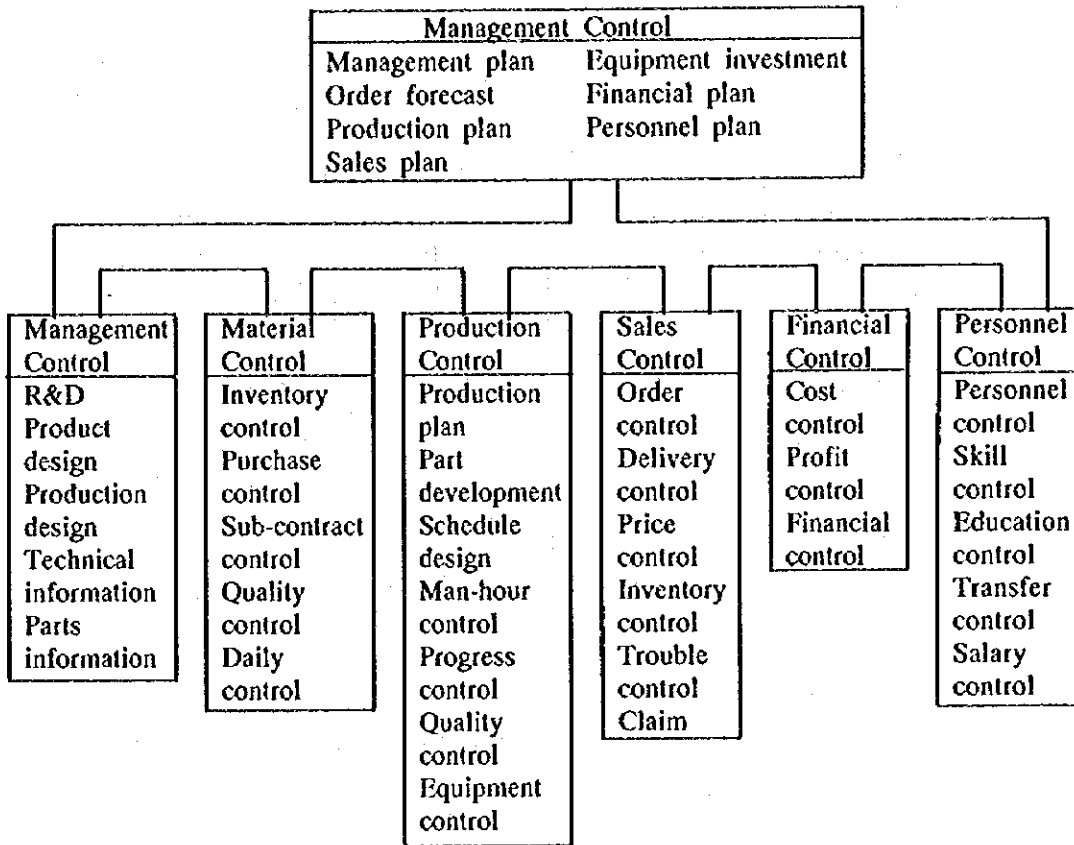 Management Control
Management plan Equipment investment
Order forecast Financial plan
Production plan Personnel plan
Sales plan
Management
Control
R&D
Product
design
Production
design
Technical
information
Parts
information
Material
Control
Inventory
control
Purchase
control
Sub-contract
control
Quality
control
Daily
control
Production
Control
Production
plan
Part
development
Schedule
design
Man-hour
control
Progress
control
Quality
control
Equipment
control
Sales
Control
Order
control
Delivery
control
Price
control
Inventory
control
Trouble
control
Claim
Financial
Control
Cost
control
Profit
control
Financial
control
Personnel
Control
Personnel
control
Skill
control
Education
control
Transfer
control
Salary
control